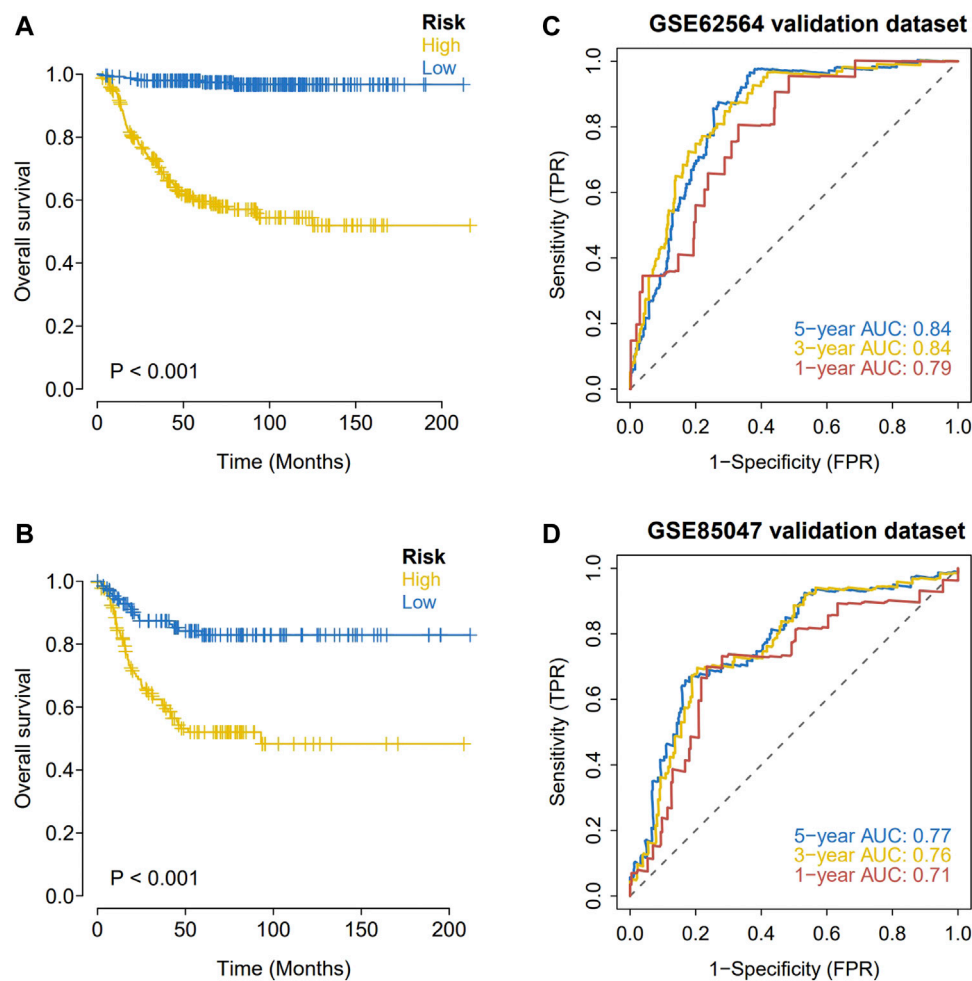 A
Risk
High
Low
1.0
0.8
0.6
0.4
0.2
0.0
Overall survival
P < 0.001
0
50
100
150
200
Time (Months)
C
GSE62564 validation dataset
1.0
0.8
0.6
0.4
0.2
0.0
Sensitivity (TPR)
5−year AUC: 0.84
3−year AUC: 0.84
1−year AUC: 0.79
0.0
0.2
0.4
0.6
0.8
1.0
1−Specificity (FPR)
B
Risk
High
Low
1.0
0.8
0.6
0.4
0.2
0.0
Overall survival
P < 0.001
0
50
100
150
200
Time (Months)
D
GSE85047 validation dataset
1.0
0.8
0.6
0.4
0.2
0.0
Sensitivity (TPR)
5−year AUC: 0.77
3−year AUC: 0.76
1−year AUC: 0.71
0.0
0.2
0.4
0.6
0.8
1.0
1−Specificity (FPR)